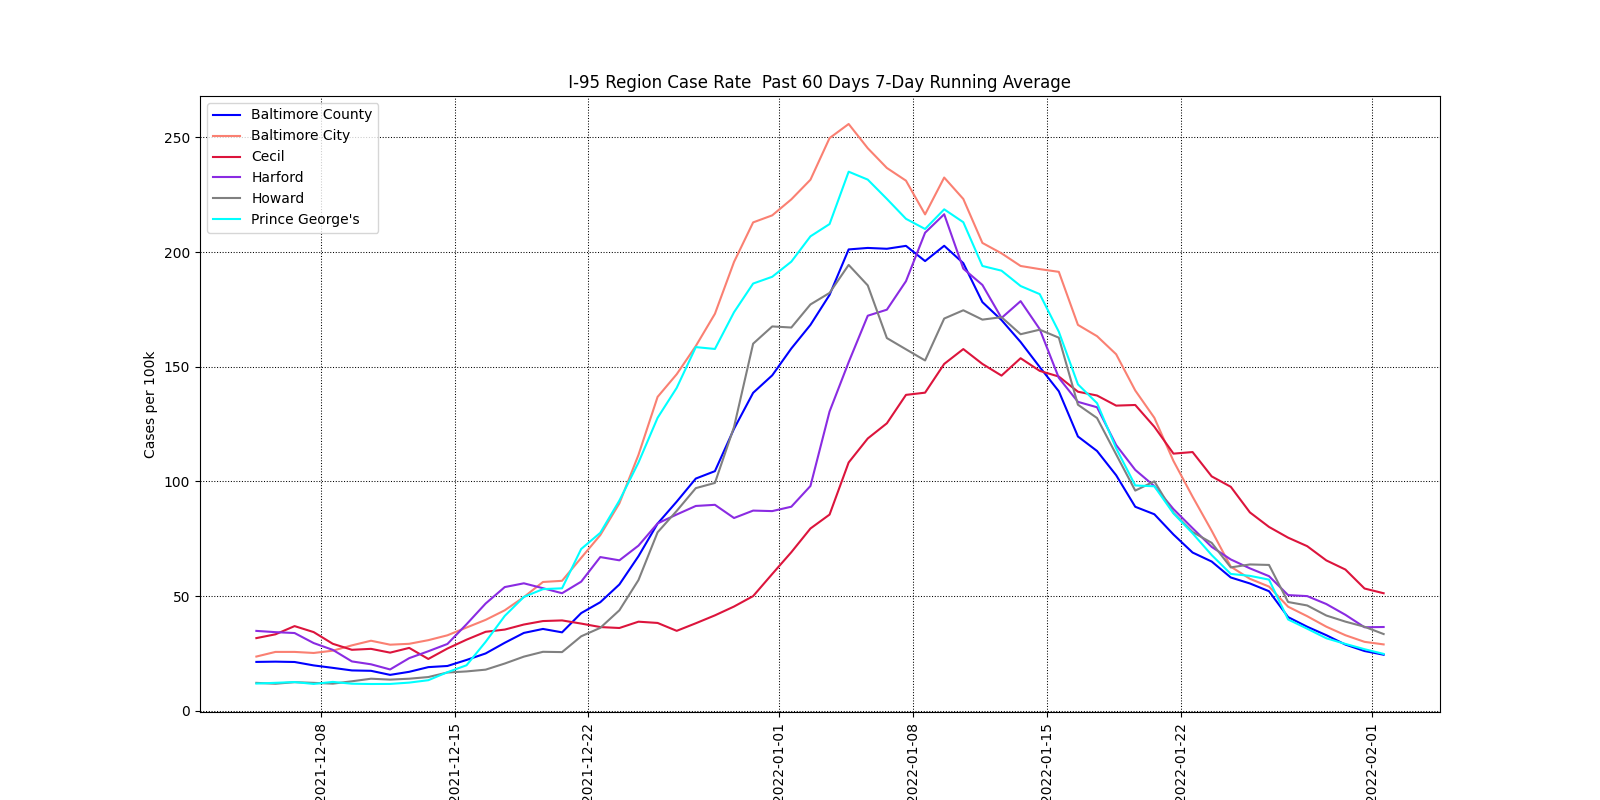 I-95 Region Case Rate  Past 60 Days 7-Day Running Average
Baltimore County
Baltimore City
Cecil
Harford
Howard
Prince George's
Cases per 100k
250
200
150
100
50
0
2021-12-08
2021-12-15
2021-12-22
2022-01-01
2022-01-08
2022-01-15
2022-01-22
2022-02-01